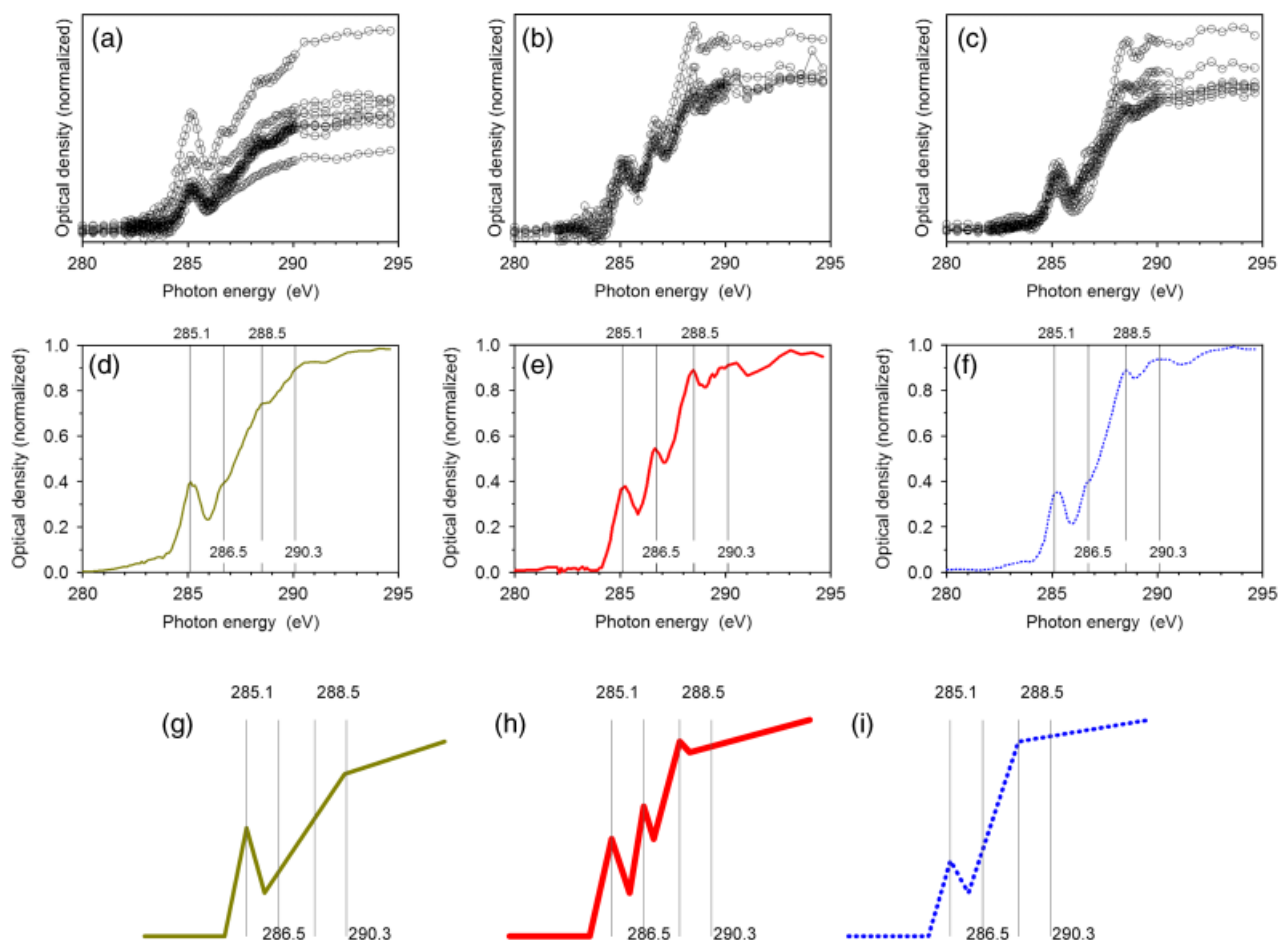 (a) (b) (c)
Optical density (normalized) Optical density (normalized) Optical density (normalized)
280 285 290 295 280 285 290 295 280 285 290 295
Photon energy (eV) Photon energy (eV) Photon energy (eV)
285.1 288.5 285.1 288.5 285.1 288.5
(d) (e) (f)
Optical density (normalized) Optical density (normalized) Optical density (normalized)
1.0 1.0 1.0
0.8 0.8 0.8
0.6 0.6 0.6
0.4 0.4 0.4
0.2 0.2 0.2
286.5 290.3 286.5 290.3 286.5 290.3
0.0 0.0 0.0
280 285 290 295 280 285 290 295 280 285 290 295
Photon energy (eV) Photon energy (eV) Photon energy (eV)
285.1 288.5 285.1 288.5 285.1 288.5
(g) (h) (i)
286.5 290.3 286.5 290.3 286.5 290.3